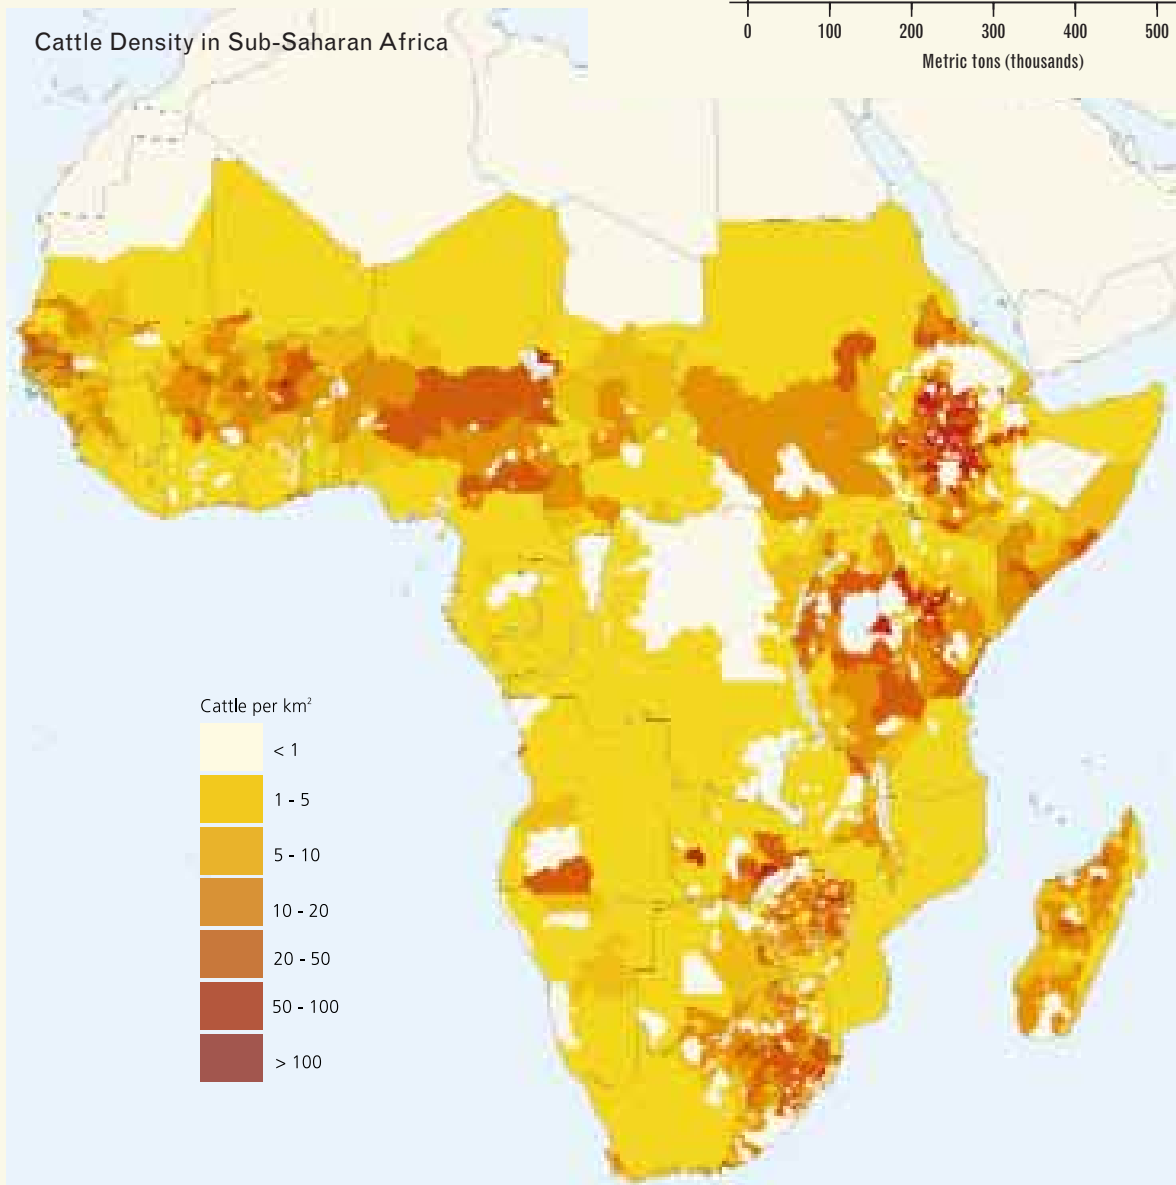 0 100 200 300 400 500
Metric tons (thousands)
Cattle Density in Sub-Saharan Africa
Cattle per km²
< 1
1 - 5
5 - 10
10 - 20
20 - 50
50 - 100
> 100